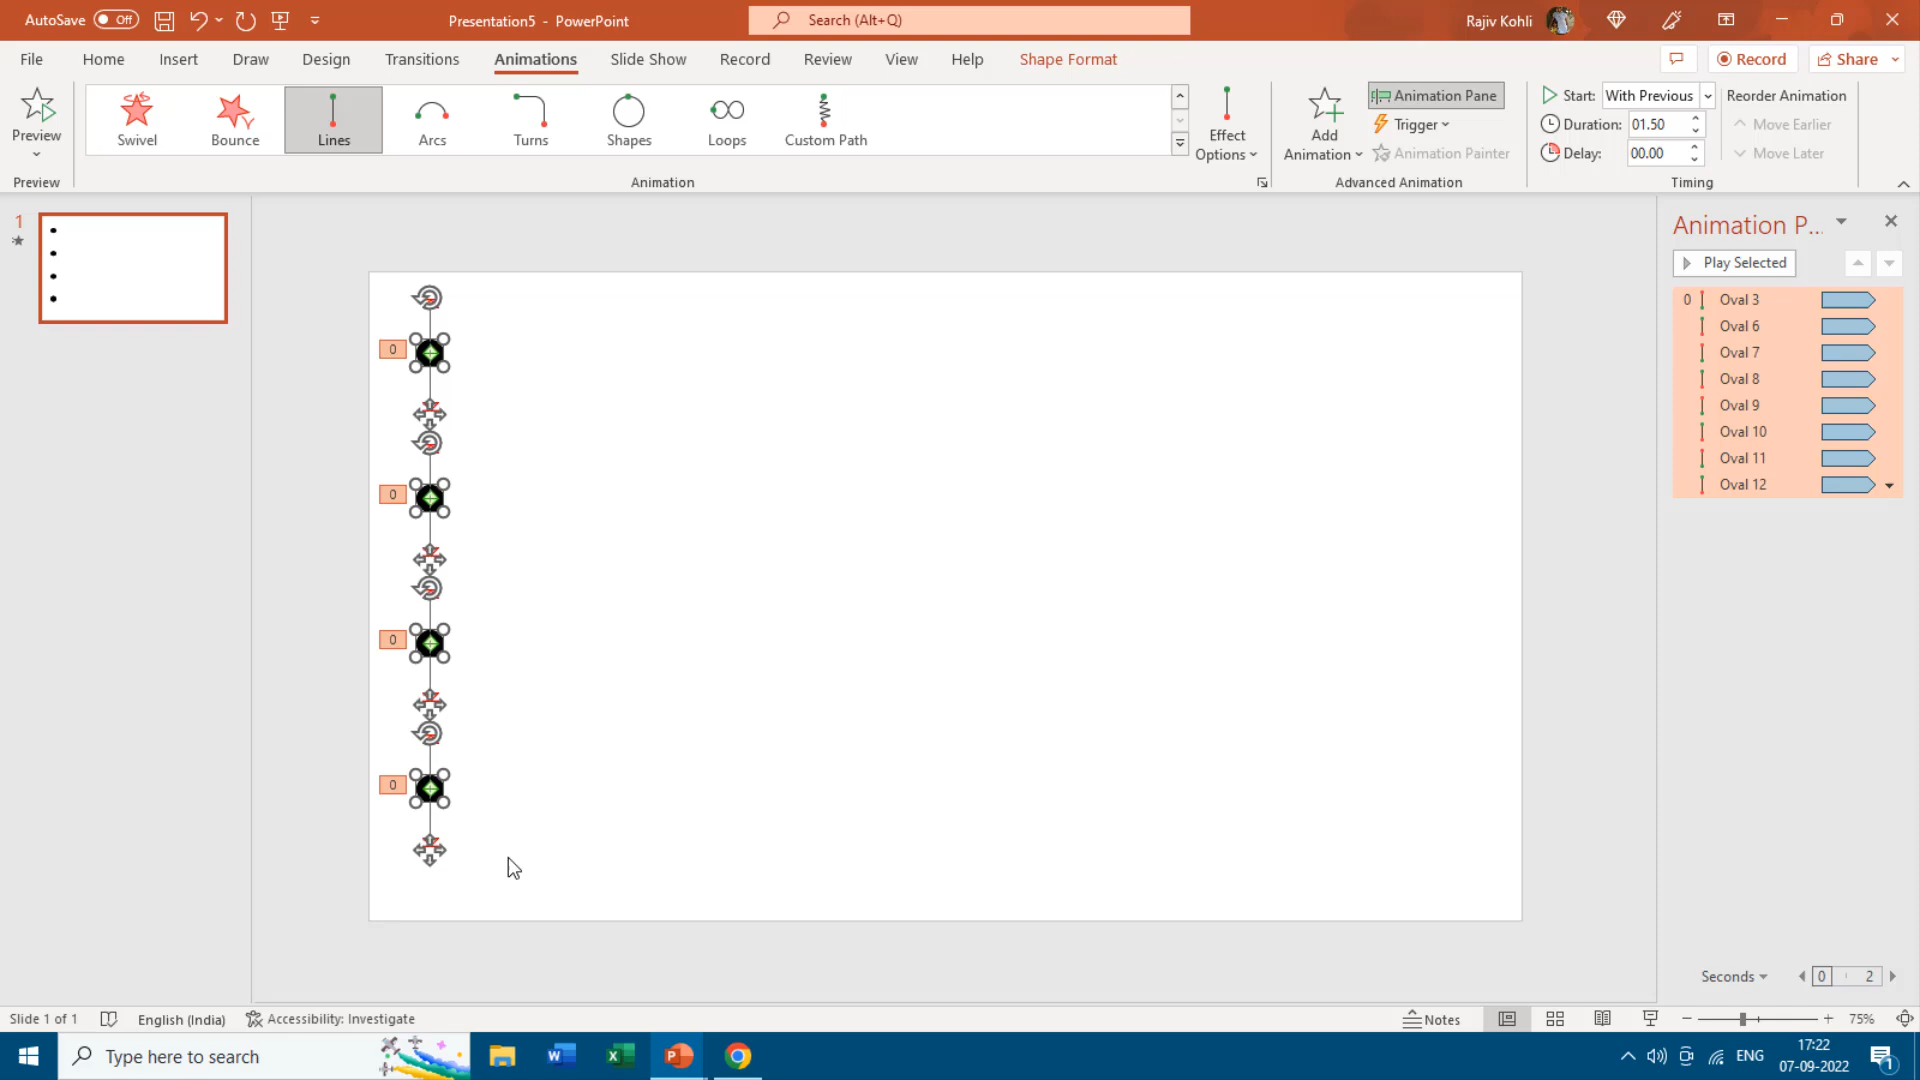 AutoSave Off Presentation5 - PowerPoint Search (Alt+Q) Rajiv Kohli
File Home Insert Draw Design Transitions Animations Slide Show Record Review View Help Shape Format Record Share
Preview Swivel Bounce Lines Arcs Turns Shapes Loops Custom Path Effect Options Add Animation
Animation Pane Start: With Previous Reorder Animation
Trigger Duration: 01.50 Move Earlier
Animation Painter Delay: 00.00 Move Later
Preview Animation Advanced Animation Timing
1
Animation P...
Play Selected
0 Oval 3
Oval 6
Oval 7
Oval 8
Oval 9
Oval 10
Oval 11
Oval 12
0
0
0
0
Seconds 0 2
Slide 1 of 1 English (India) Accessibility: Investigate Notes 75%
Type here to search ENG 17:22
07-09-2022 1